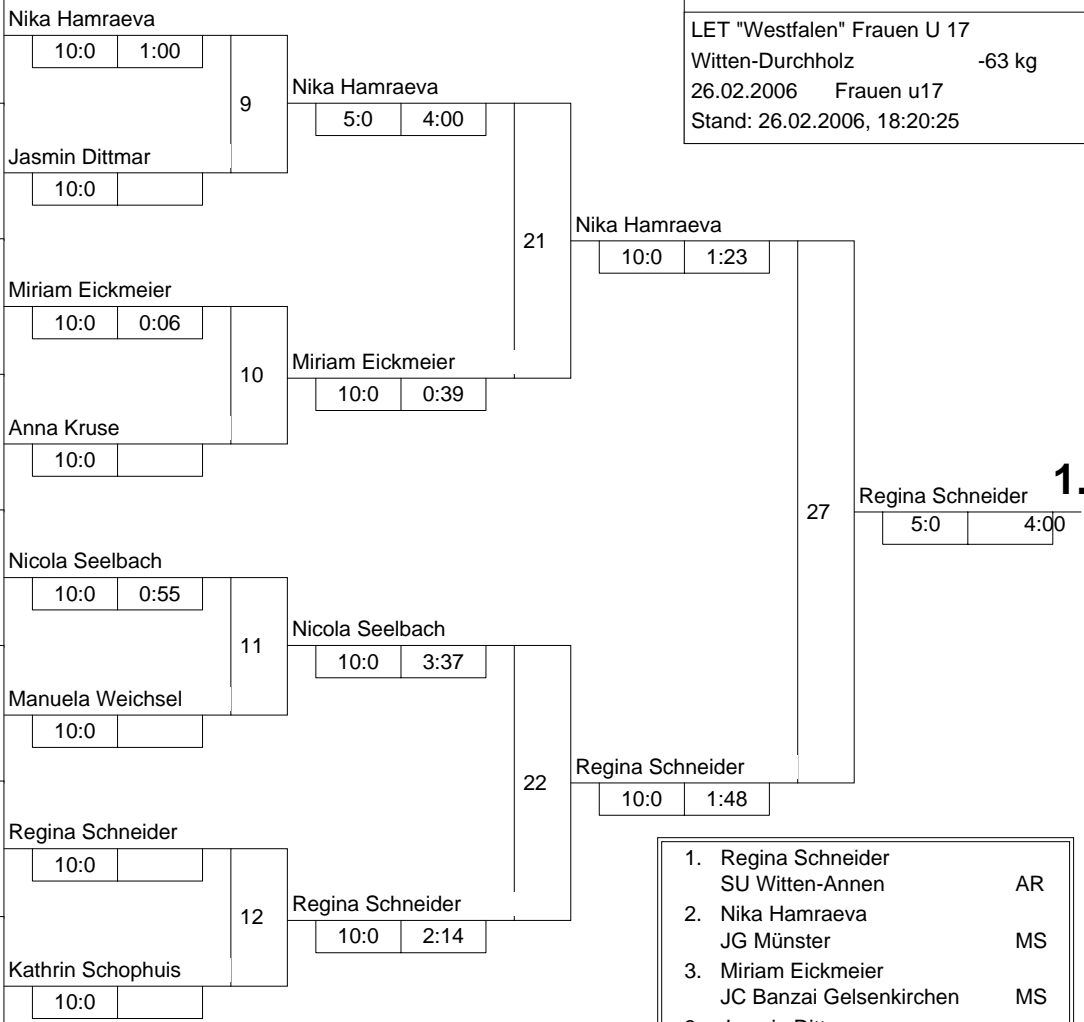 LET "Westfalen" Frauen U 17
Witten-Durchholz -63 kg
26.02.2006 Frauen u17
Stand: 26.02.2006, 18:20:25
Nika Hamraeva
10:0 1:00
9
Jasmin Dittmar
10:0
Nika Hamraeva
5:0 4:00
21
Miriam Eickmeier
10:0 0:06
10
Anna Kruse
10:0
Miriam Eickmeier
10:0 0:39
Nika Hamraeva
10:0 1:23
27
Nicola Seelbach
10:0 0:55
11
Manuela Weichsel
10:0
Nicola Seelbach
10:0 3:37
22
Regina Schneider
10:0
12
Kathrin Schophuis
10:0
Regina Schneider
10:0 2:14
Regina Schneider
10:0 1:48
Regina Schneider 1.
5:0 4:00
1. Regina Schneider
SU Witten-Annen AR
2. Nika Hamraeva
JG Münster MS
3. Miriam Eickmeier
JC Banzai Gelsenkirchen MS